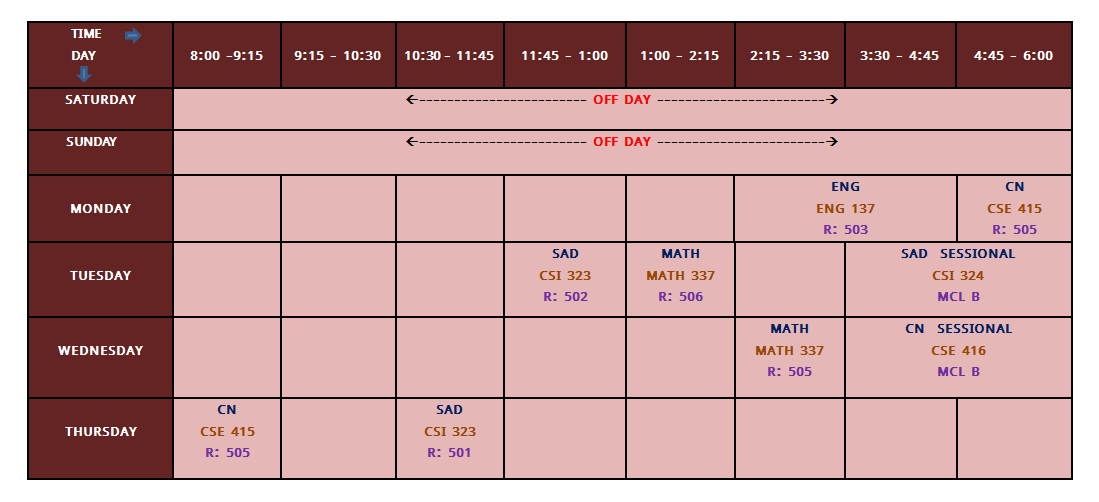 TIME
DAY
8:00 -9:15
9:15 - 10:30
10:30 - 11:45
11:45 - 1:00
1:00 - 2:15
2:15 - 3:30
3:30 - 4:45
4:45 - 6:00
SATURDAY
OFF DAY
SUNDAY
OFF DAY
MONDAY
ENG
ENG 137
R: 503
CN
CSE 415
R: 505
TUESDAY
SAD
CSI 323
R: 502
MATH
MATH 337
R: 506
SAD SESSIONAL
CSI 324
MCL B
WEDNESDAY
MATH
MATH 337
R: 505
CN SESSIONAL
CSE 416
MCL B
THURSDAY
CN
CSE 415
R: 505
SAD
CSI 323
R: 501